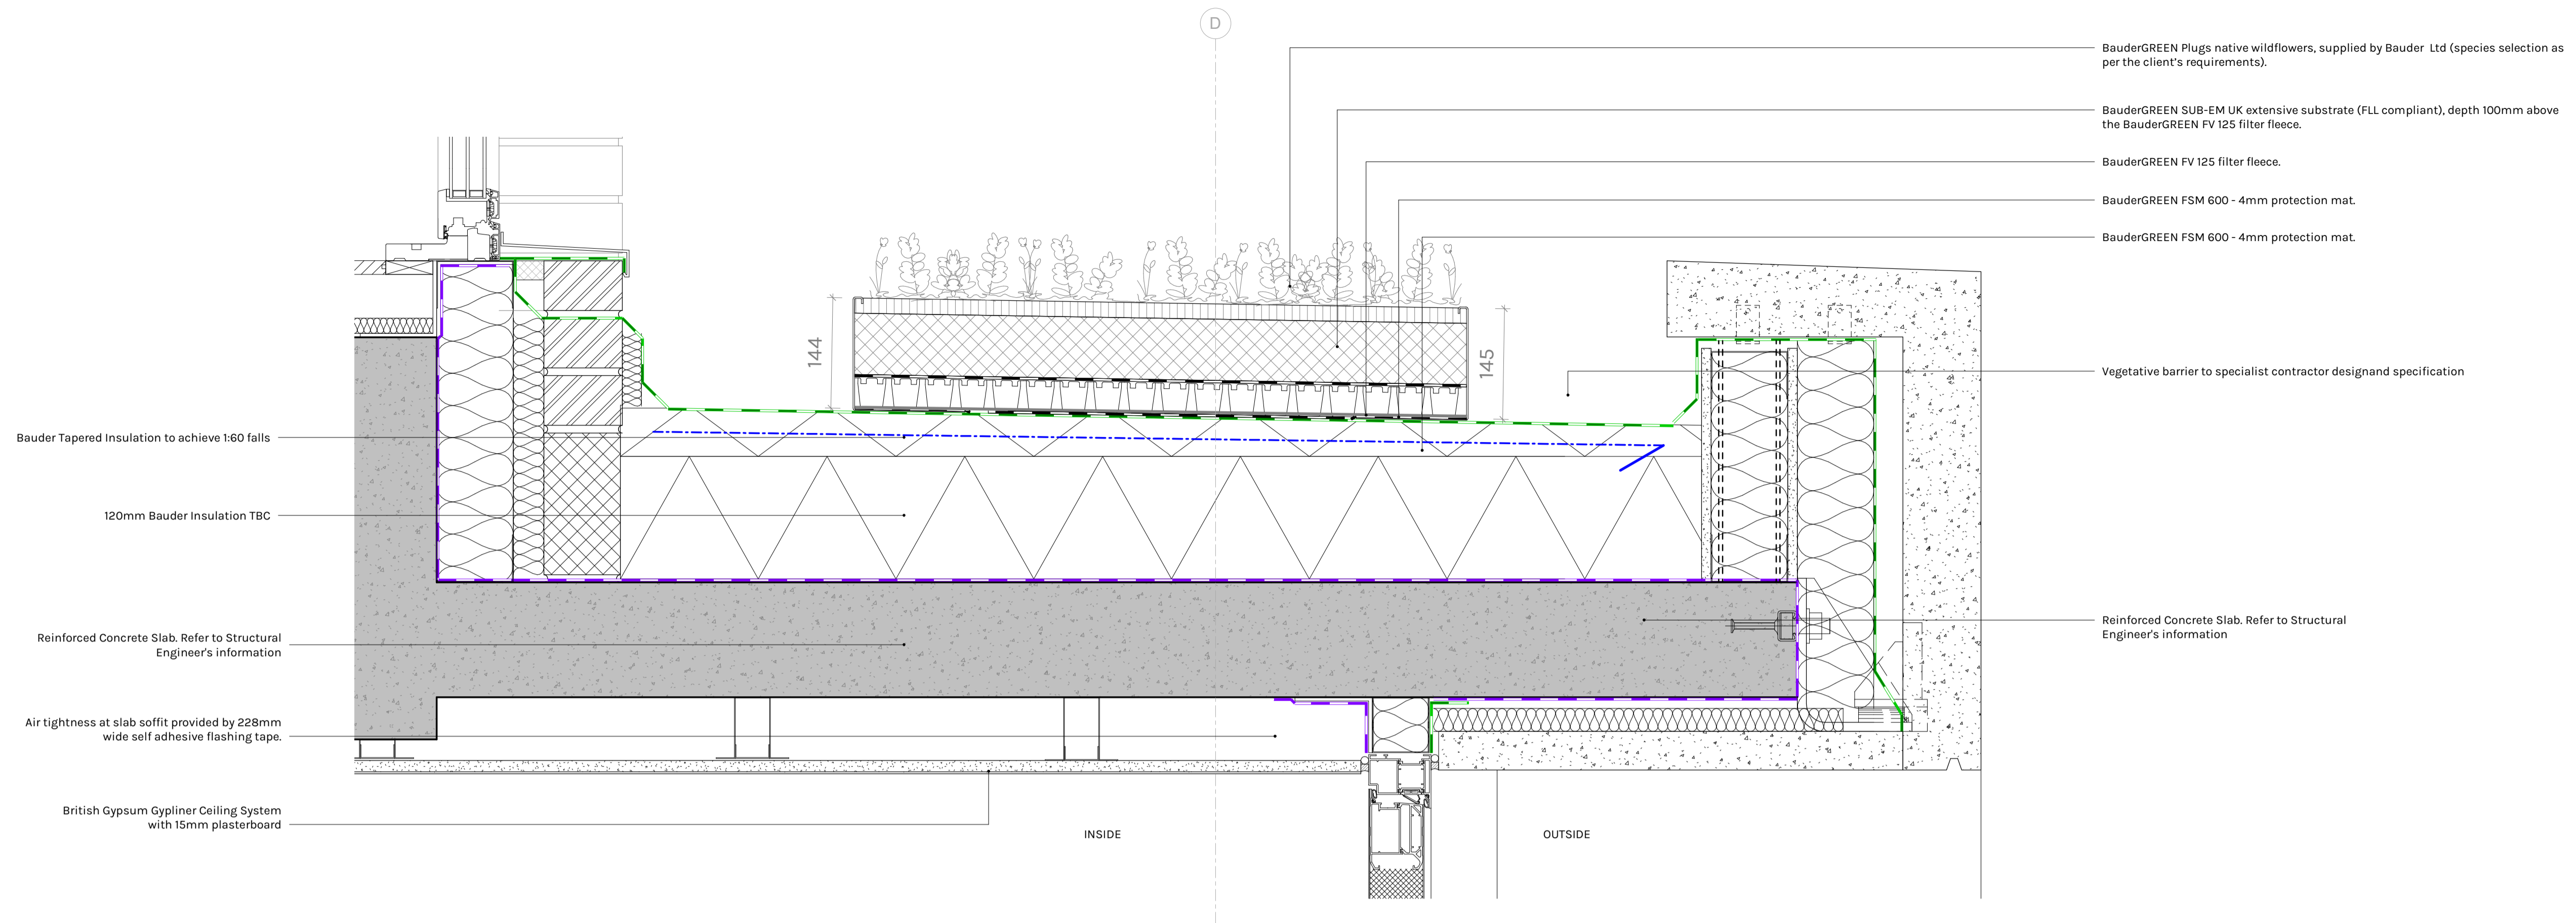 D
BauderGREEN Plugs native wildflowers, supplied by Bauder Ltd (species selection as
per the client's requirements).
BauderGREEN SUB-EM UK extensive substrate (FLL compliant), depth 100mm above
the BauderGREEN FV 125 filter fleece.
BauderGREEN FV 125 filter fleece.
BauderGREEN FSM 600 - 4mm protection mat.
BauderGREEN FSM 600 - 4mm protection mat.
144
145
Vegetative barrier to specialist contractor designand specification
Bauder Tapered Insulation to achieve 1:60 falls
120mm Bauder Insulation TBC
Reinforced Concrete Slab. Refer to Structural
Engineer's information
Reinforced Concrete Slab. Refer to Structural
Engineer's information
Air tightness at slab soffit provided by 228mm
wide self adhesive flashing tape.
British Gypsum Gypliner Ceiling System
with 15mm plasterboard
INSIDE
OUTSIDE